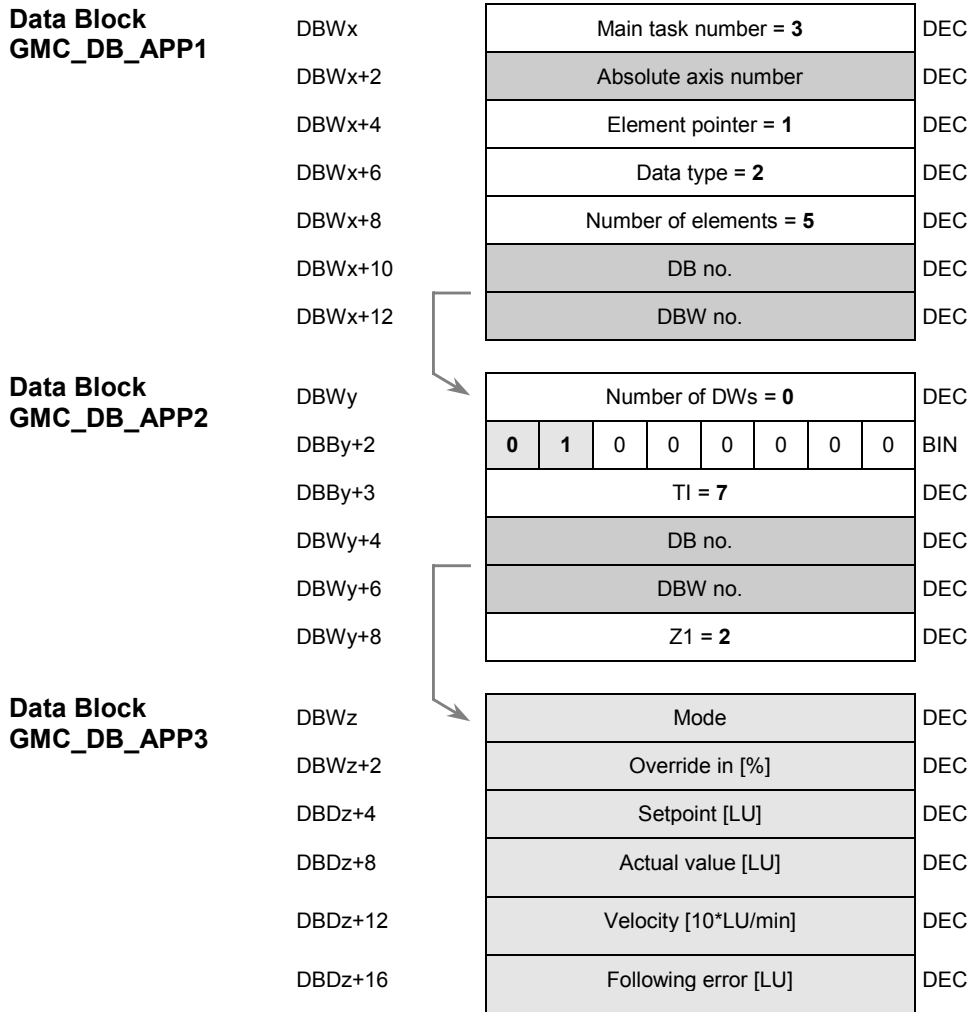 Data Block
GMC_DB_APP1
DBWx Main task number = 3 DEC
DBWx+2 Absolute axis number DEC
DBWx+4 Element pointer = 1 DEC
DBWx+6 Data type = 2 DEC
DBWx+8 Number of elements = 5 DEC
DBWx+10 DB no. DEC
DBWx+12 DBW no. DEC
Data Block
GMC_DB_APP2
DBWy Number of DWs = 0 DEC
DBBy+2 0 1 0 0 0 0 0 0 BIN
DBBy+3 TI = 7 DEC
DBWy+4 DB no. DEC
DBWy+6 DBW no. DEC
DBWy+8 Z1 = 2 DEC
Data Block
GMC_DB_APP3
DBWz Mode DEC
DBWz+2 Override in [%] DEC
DBDz+4 Setpoint [LU] DEC
DBDz+8 Actual value [LU] DEC
DBDz+12 Velocity [10*LU/min] DEC
DBDz+16 Following error [LU] DEC